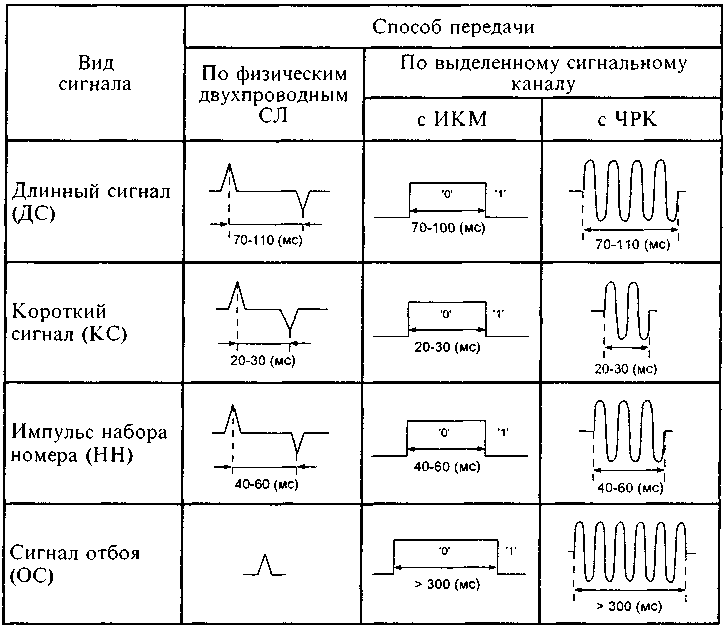 Вид
сигнала
Способ передачи
По физическим
двухпроводным
СЛ
По выделенному сигнальному
каналу
с ИКМ
с ЧРК
Длинный сигнал
(ДС)
70-110 (мс)
'0'
'1'
70-100 (мс)
70-110 (мс)
Короткий
сигнал (КС)
20-30 (мс)
'0'
'1'
20-30 (мс)
20-30 (мс)
Импульс набора
номера (НН)
40-60 (мс)
'0'
'1'
40-60 (мс)
40-60 (мс)
Сигнал отбоя
(ОС)
'0'
'1'
> 300 (мс)
> 300 (мс)